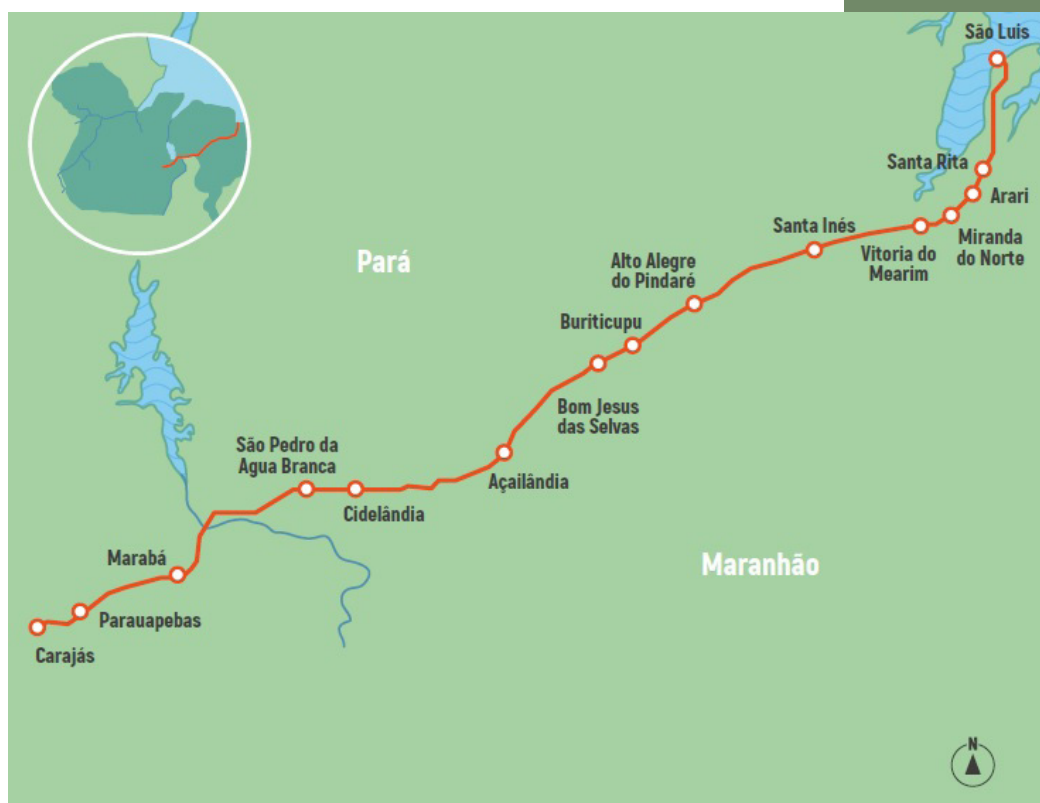 São Luis
Santa Rita
Arari
Santa Inés
Vitoria do
Mearim
Miranda
do Norte
Pará
Alto Alegre
do Pindaré
Buriticupu
Bom Jesus
das Selvas
São Pedro da
Agua Branca
Açailândia
Cidelândia
Marabá
Maranhão
Parauapebas
Carajás
N